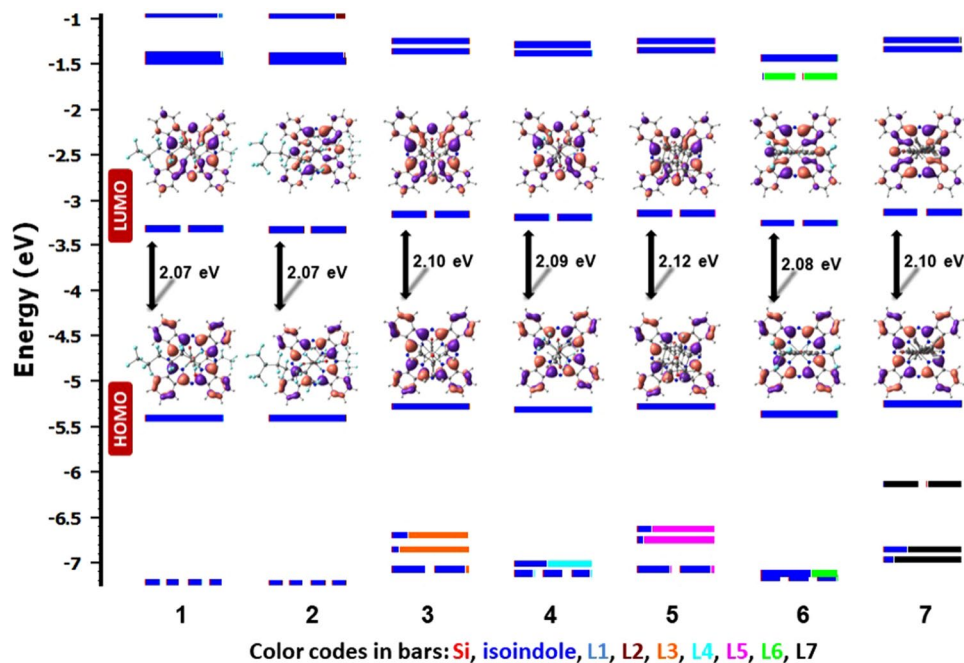 -1
-1.5
-2
-2.5
-3
-3.5
-4
-4.5
-5
-5.5
-6
-6.5
-7
Energy (eV)
LUMO
HOMO
2.07 eV
2.07 eV
2.10 eV
2.09 eV
2.12 eV
2.08 eV
2.10 eV
1 2 3 4 5 6 7
Color codes in bars: Si, isoindole, L1, L2, L3, L4, L5, L6, L7